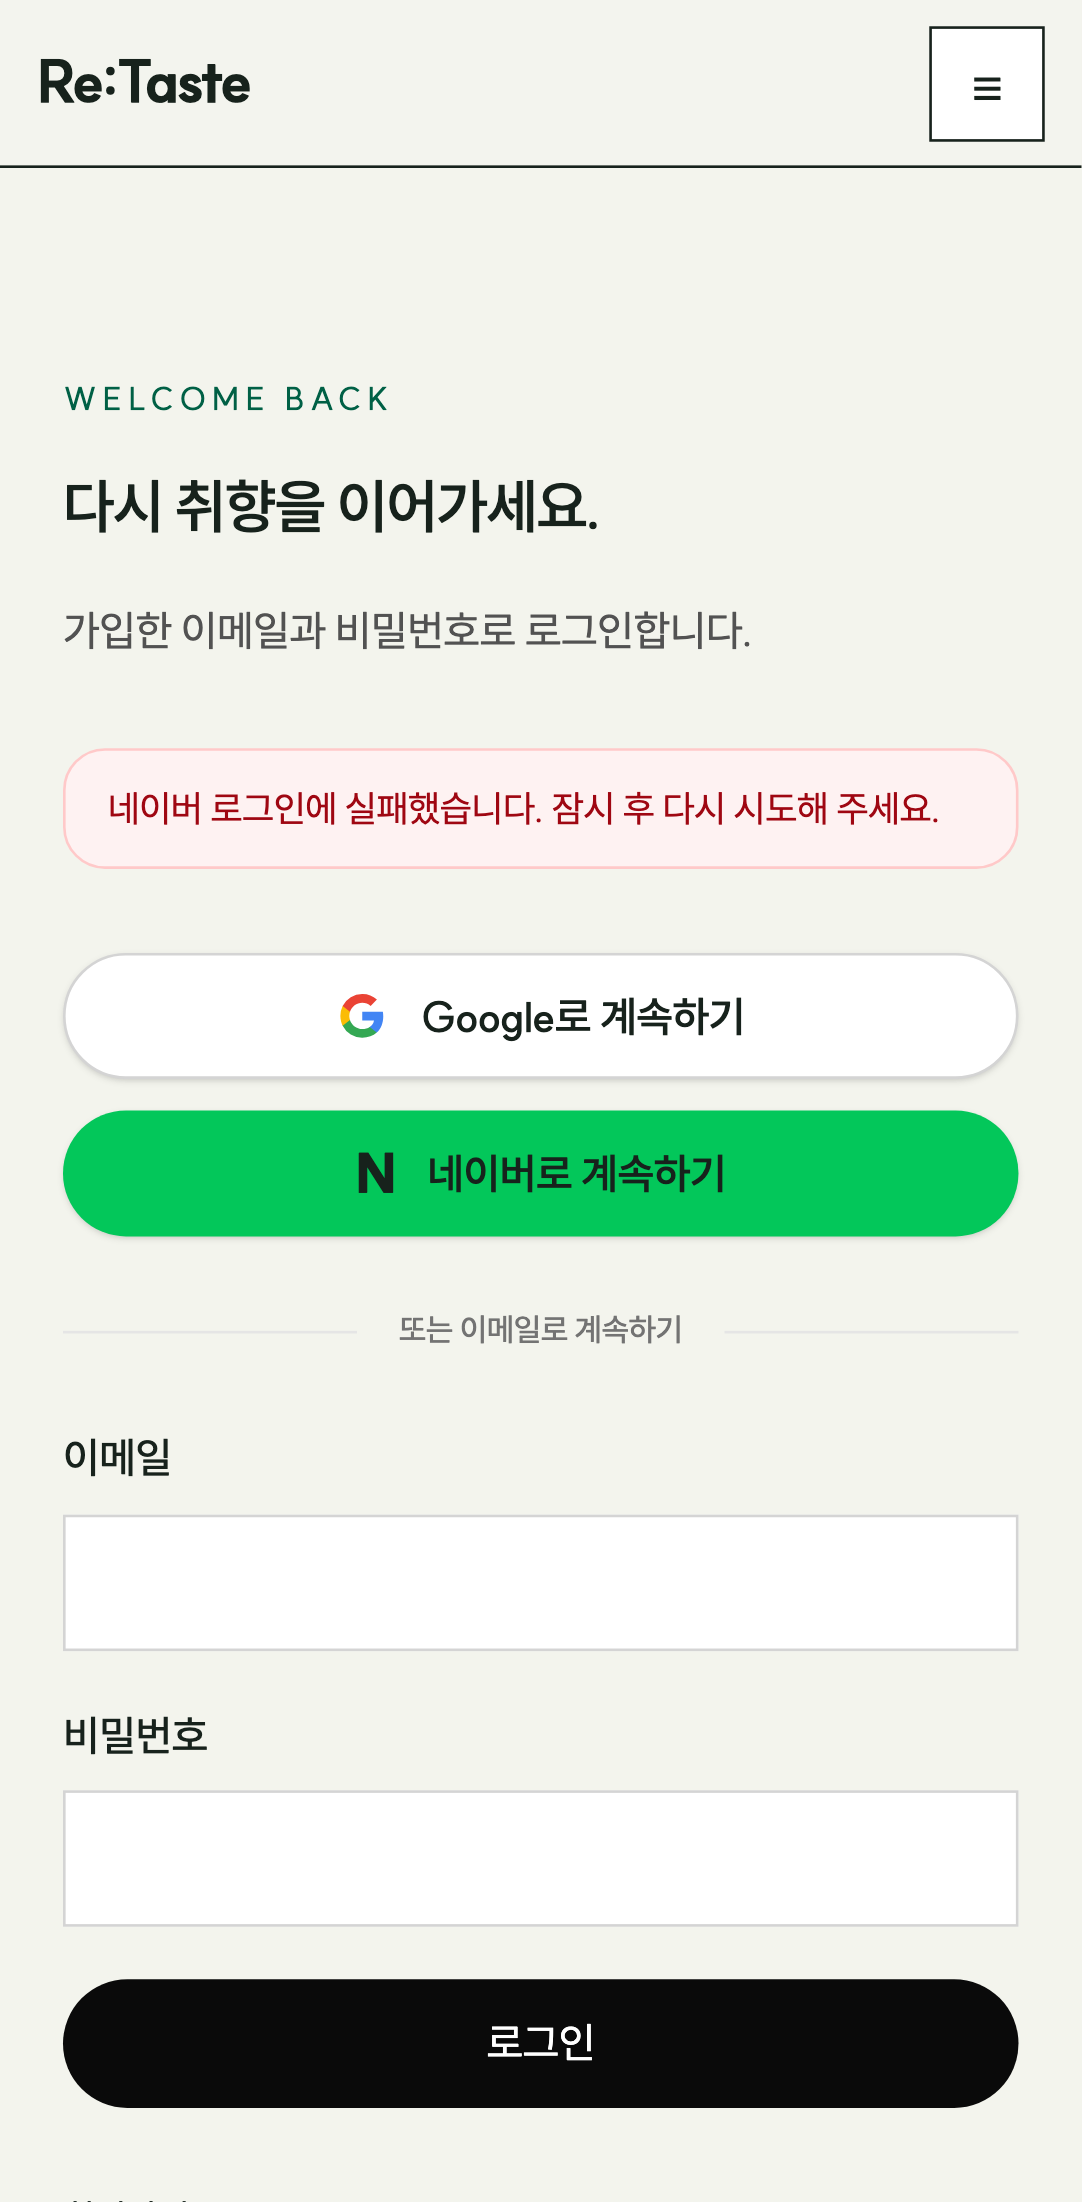 Re:Taste
WELCOME BACK
다시 취향을 이어가세요.
가입한 이메일과 비밀번호로 로그인합니다.
네이버 로그인에 실패했습니다. 잠시 후 다시 시도해 주세요.
Google로 계속하기
N 네이버로 계속하기
또는 이메일로 계속하기
이메일
비밀번호
로그인